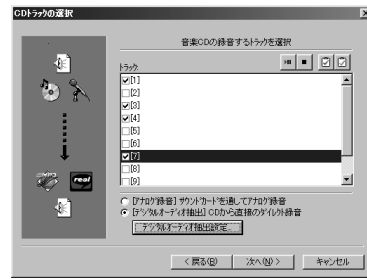 CDトラックの選択
音楽CDの録音するトラックを選択
トラック:
[1]
[2]
[3]
[4]
[5]
[6]
[7]
[8]
[9]
real
[アナログ録音] サウンドカードを通してアナログ録音
[デジタルオーディオ抽出] CDから直接のダイレクト録音
デジタルオーディオ抽出設定...
< 戻る(B)
次へ(N) >
キャンセル